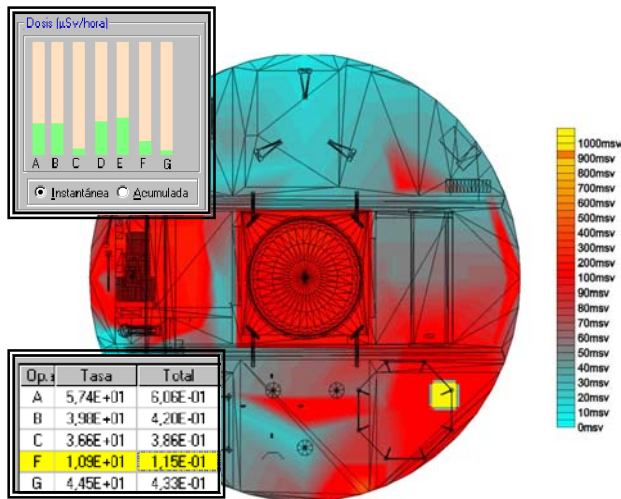 Dosis (µSv/hora)
A B C D E F G
Instantánea Acumulada
1000msv
900msv
800msv
700msv
600msv
500msv
400msv
300msv
200msv
100msv
90msv
80msv
70msv
60msv
50msv
40msv
30msv
20msv
10msv
0msv
Op. Tasa Total
A 5,74E+01 6,06E-01
B 3,98E+01 4,20E-01
C 3,66E+01 3,86E-01
F 1,09E+01 1,15E-01
G 4,45E+01 4,33E-01